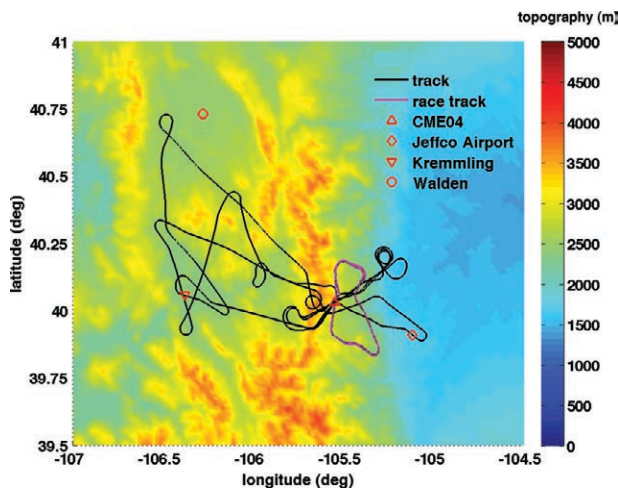 topography (m)
41
40.75
40.5
40.25
40
39.75
39.5
latitude (deg)
track
race track
CME04
Jeffco Airport
Kremmling
Walden
5000
4500
4000
3500
3000
2500
2000
1500
1000
500
0
-107
-106.5
-106
-105.5
-105
-104.5
longitude (deg)